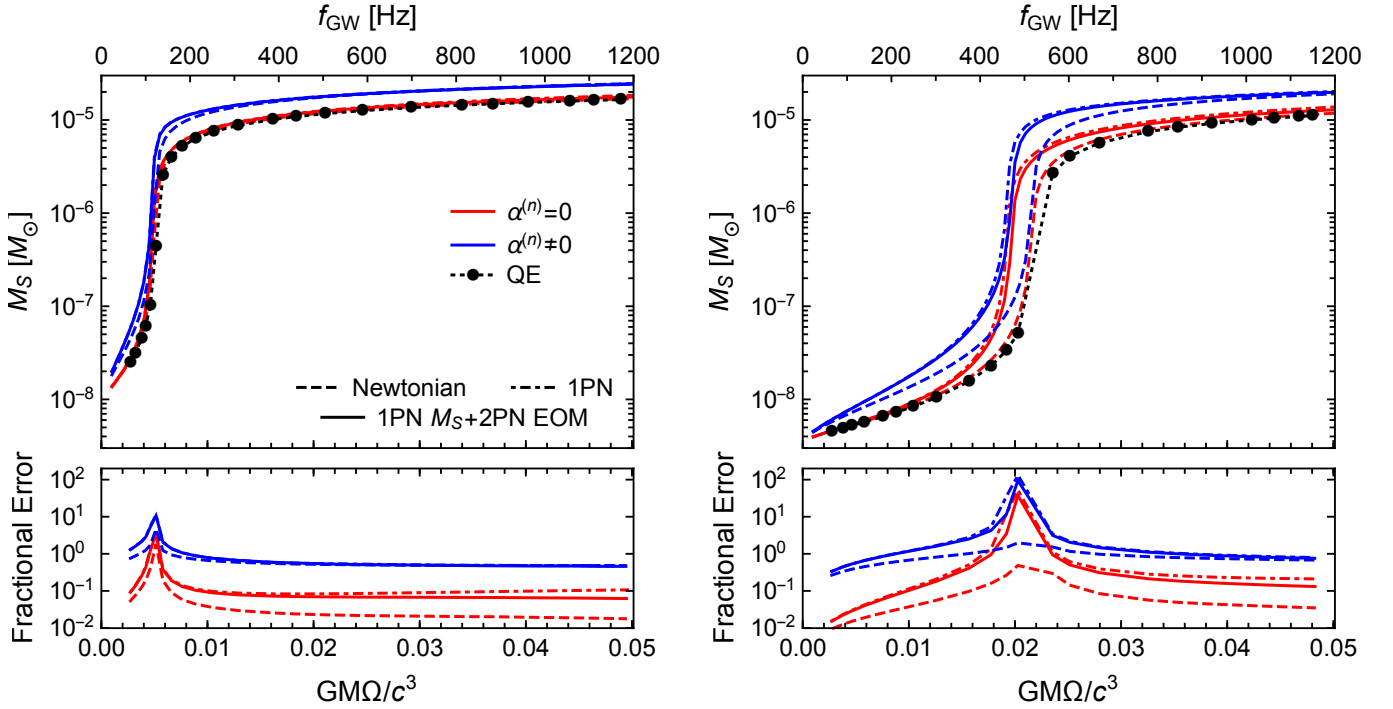 f_GW [Hz]
0 200 400 600 800 1000 1200
M_S [M_⊙]
10^-5
10^-6
10^-7
10^-8
α^(n)=0
α^(n)≠0
QE
Newtonian 1PN
1PN M_S+2PN EOM
Fractional Error
10^2
10^1
10^0
10^-1
10^-2
0.00 0.01 0.02 0.03 0.04 0.05
GMΩ/c^3
f_GW [Hz]
0 200 400 600 800 1000 1200
M_S [M_⊙]
10^-5
10^-6
10^-7
10^-8
Fractional Error
10^2
10^1
10^0
10^-1
10^-2
0.00 0.01 0.02 0.03 0.04 0.05
GMΩ/c^3